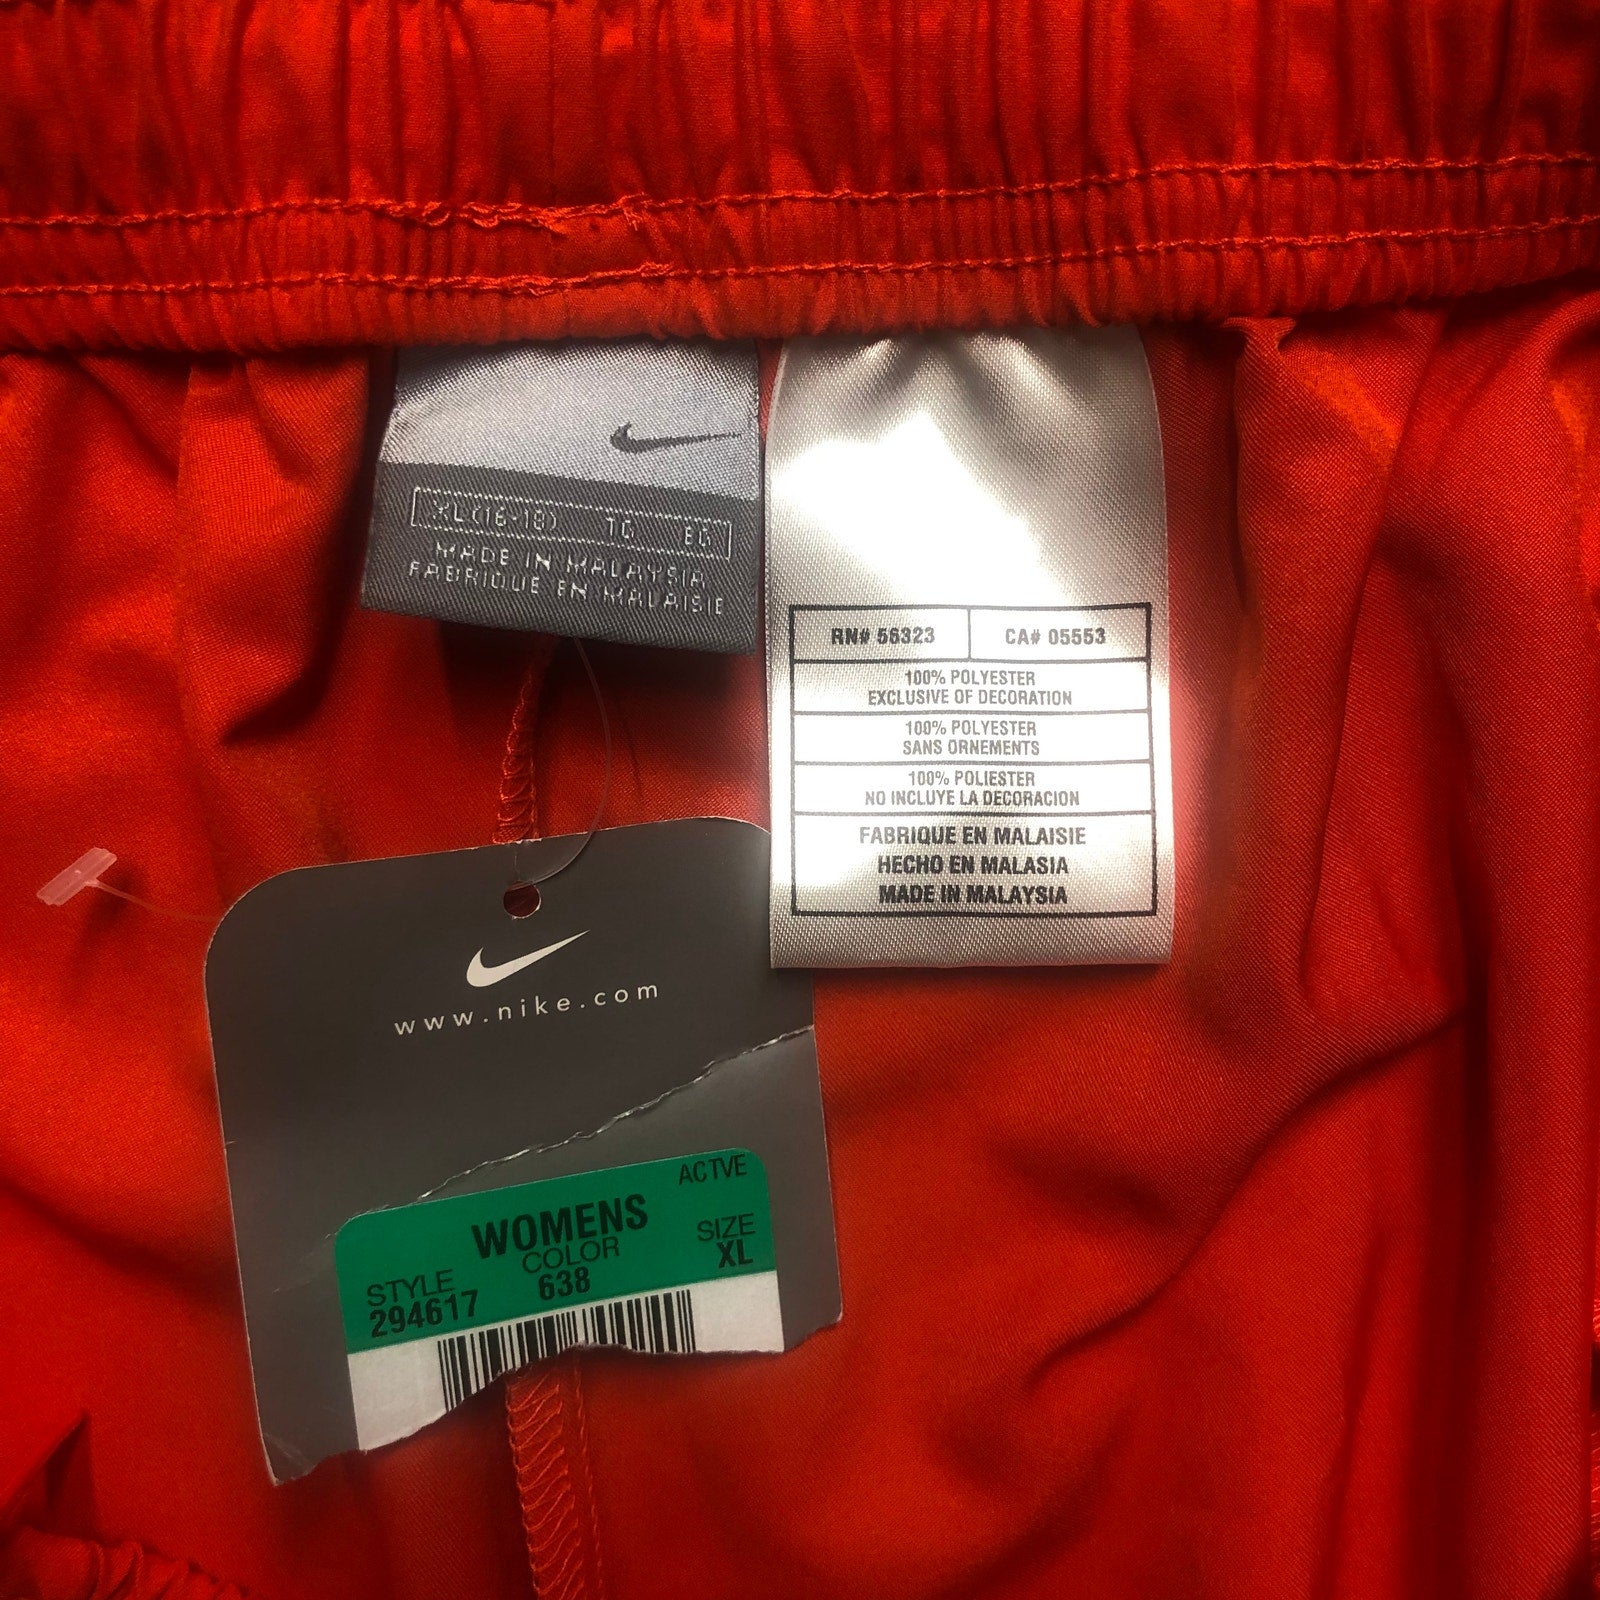 XL (16-18) TG EG
MADE IN MALAYSIA
FABRIQUE EN MALAISIE
RN# 56323 CA# 05553
100% POLYESTER
EXCLUSIVE OF DECORATION
100% POLYESTER
SANS ORNEMENTS
100% POLIESTER
NO INCLUYE LA DECORACION
FABRIQUE EN MALAISIE
HECHO EN MALASIA
MADE IN MALAYSIA
www.nike.com
ACTVE
WOMENS
STYLE COLOR SIZE
294617 638 XL